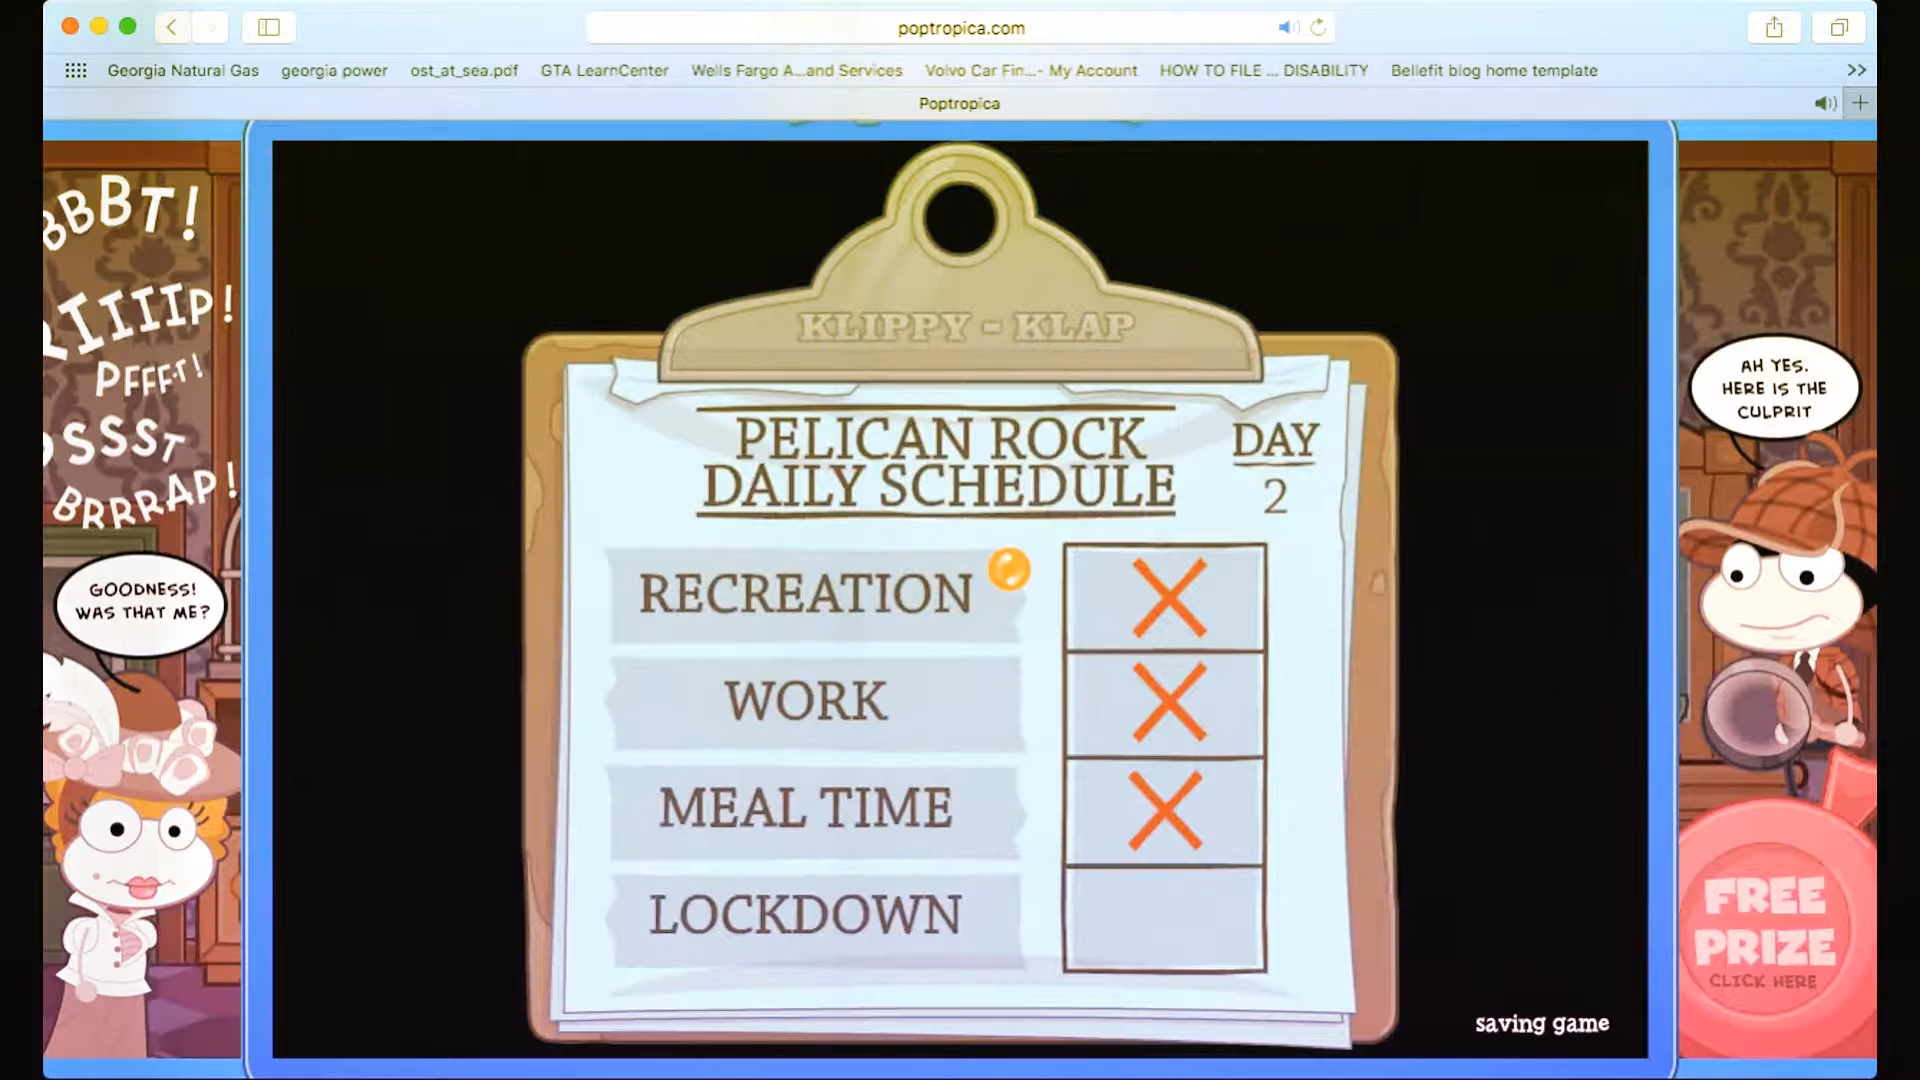 poptropica.com
Georgia Natural Gas georgia power ost_at_sea.pdf GTA LearnCenter Wells Fargo A...and Services Volvo Car Fin...- My Account HOW TO FILE ... DISABILITY Bellefit blog home template
Poptropica
KLIPPY - KLAP
PELICAN ROCK
DAILY SCHEDULE
DAY
2
RECREATION
WORK
MEAL TIME
LOCKDOWN
saving game
BBBT!
RIIIIP!
PFFFT!
OSSST
BRRRAP!
GOODNESS!
WAS THAT ME?
AH YES.
HERE IS THE
CULPRIT
FREE
PRIZE
CLICK HERE